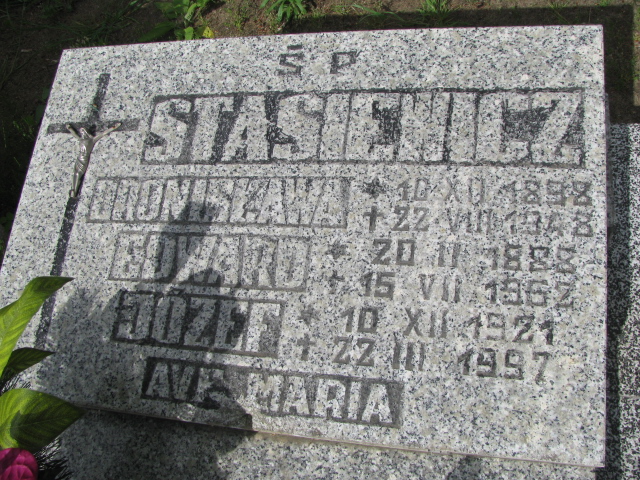 Ś P
STASIEWICZ
BRONISŁAWA * 10 XII 1898
† 22 VIII 1948
EDWARD * 20 II 1888
† 15 VII 1962
JÓZEF * 10 XII 1921
† 22 III 1997
AVE MARIA